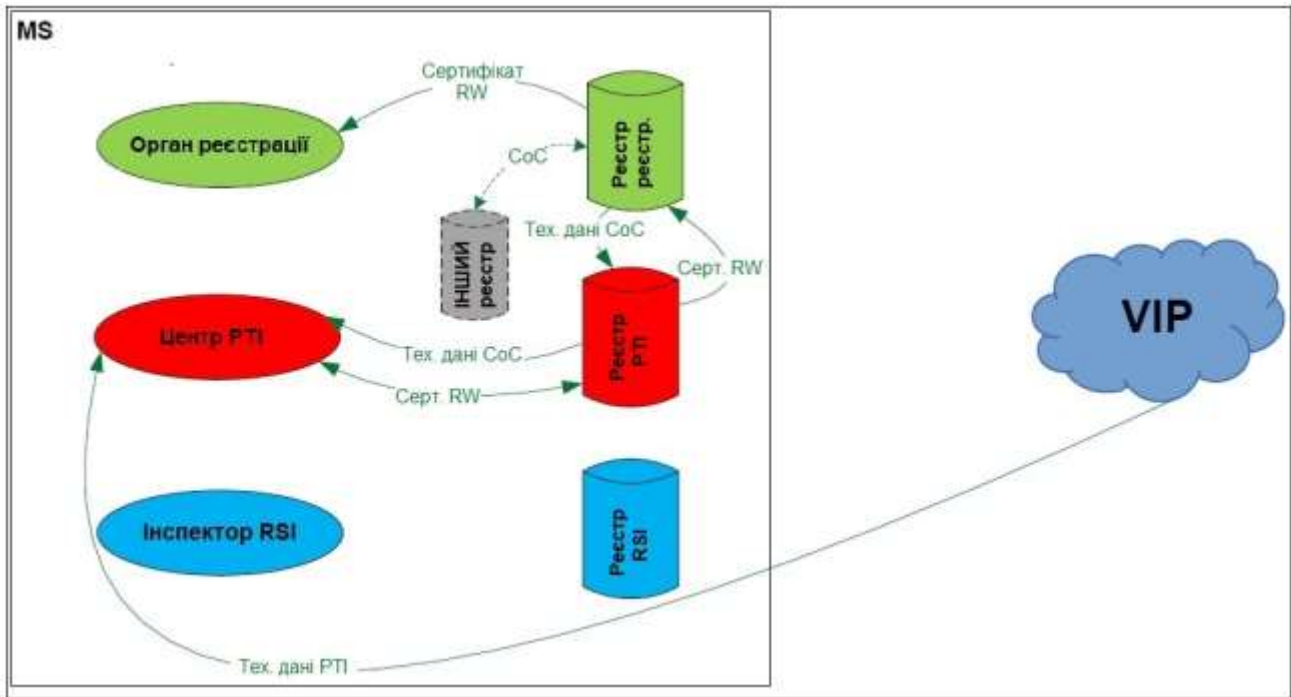 MS
Сертифікат
RW
Орган реєстрації
Реєстр
реєстр.
CoC
ІНШИЙ
реєстр
Тех. дані CoC
Серт. RW
VIP
Центр PTI
Реєстр
PTI
Тех. дані CoC
Серт. RW
Інспектор RSI
Реєстр
RSI
Тех. дані PTI